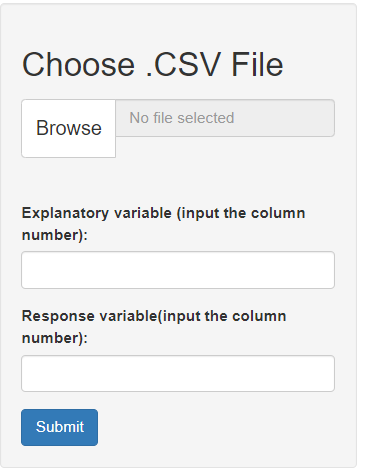 Choose .CSV File
Browse No file selected
Explanatory variable (input the column
number):
Response variable(input the column
number):
Submit